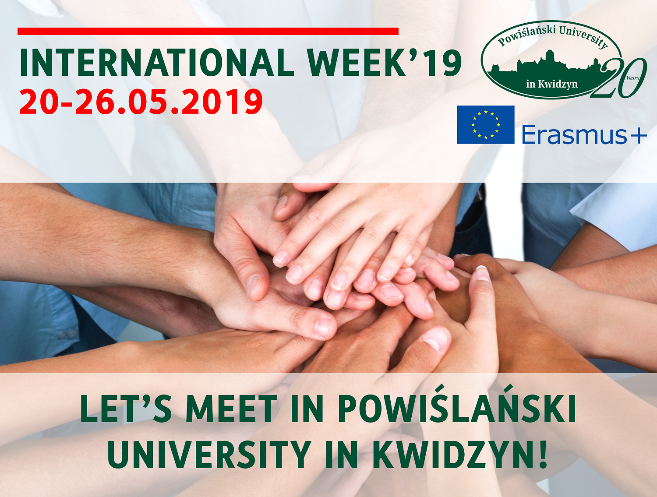 INTERNATIONAL WEEK’19
20-26.05.2019
Powiślański University
in Kwidzyn
20 Years
Erasmus+
LET’S MEET IN POWIŚLAŃSKI
UNIVERSITY IN KWIDZYN!